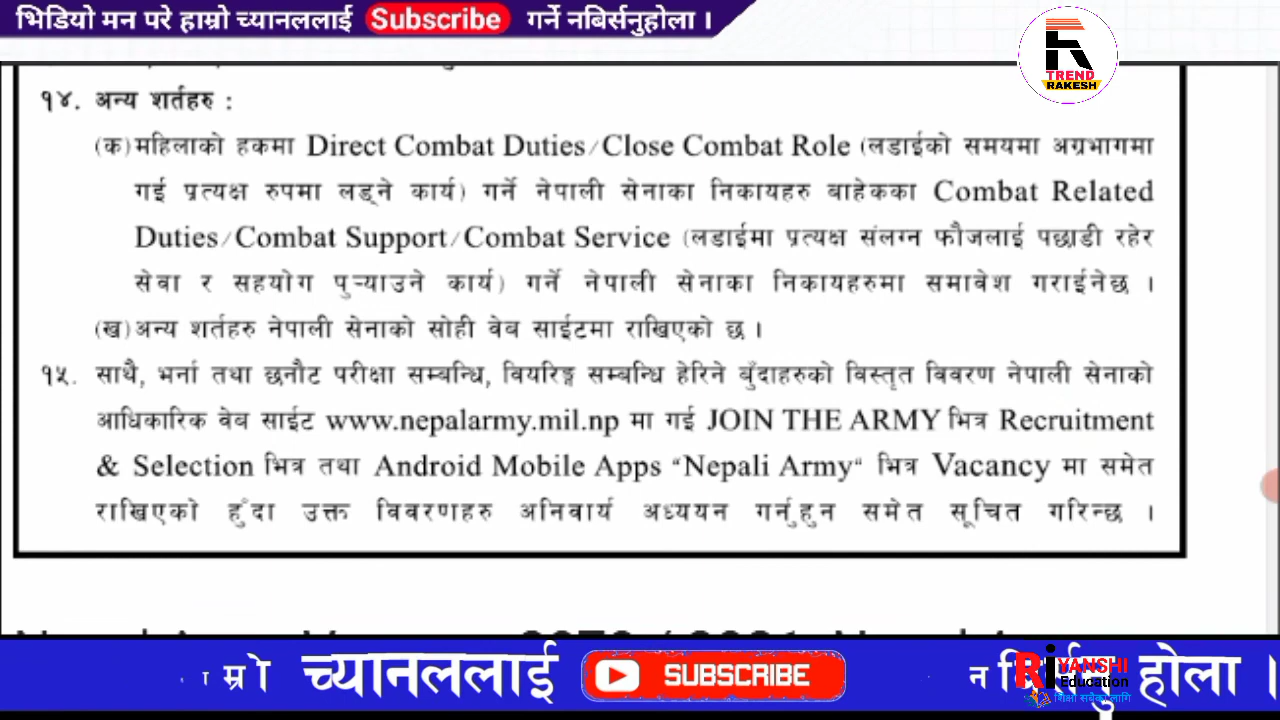 भिडियो मन परे हाम्रो च्यानललाई Subscribe गर्न नबिर्सनुहोला ।
TREND
RAKESH
१४. अन्य शर्तहरु :
(क) महिलाको हकमा Direct Combat Duties/Close Combat Role (लडाईको समयमा अग्रभागमा
गई प्रत्यक्ष रुपमा लड्ने कार्य) गर्ने नेपाली सेनाका निकायहरु बाहेकका Combat Related
Duties/Combat Support/Combat Service (लडाईमा प्रत्यक्ष संलग्न फौजलाई पछाडी रहेर
सेवा र सहयोग पुर्‍याउने कार्य) गर्ने नेपाली सेनाका निकायहरुमा समावेश गराईनेछ ।
(ख) अन्य शर्तहरु नेपाली सेनाको सोही वेब साईटमा राखिएको छ ।
१५. साथै, भर्ना तथा छनौट परीक्षा सम्बन्धि, वियरिङ्ग सम्बन्धि हेरिने बुँदाहरुको विस्तृत विवरण नेपाली सेनाको
आधिकारिक वेब साईट www.nepalarmy.mil.np मा गई JOIN THE ARMY भित्र Recruitment
& Selection भित्र तथा Android Mobile Apps "Nepali Army" भित्र Vacancy मा समेत
राखिएको हुँदा उक्त विवरणहरु अनिवार्य अध्ययन गर्नुहुन समेत सूचित गरिन्छ ।
म्रो च्यानललाई SUBSCRIBE होला ।
RiYANSHI
Education
शिक्षा सबैका लागि